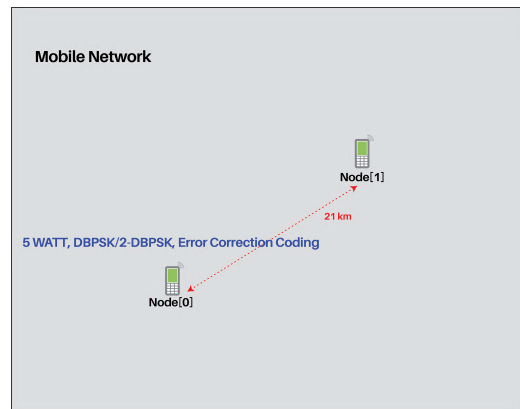 Mobile Network
Node[1]
21 km
5 WATT, DBPSK/2-DBPSK, Error Correction Coding
Node[0]